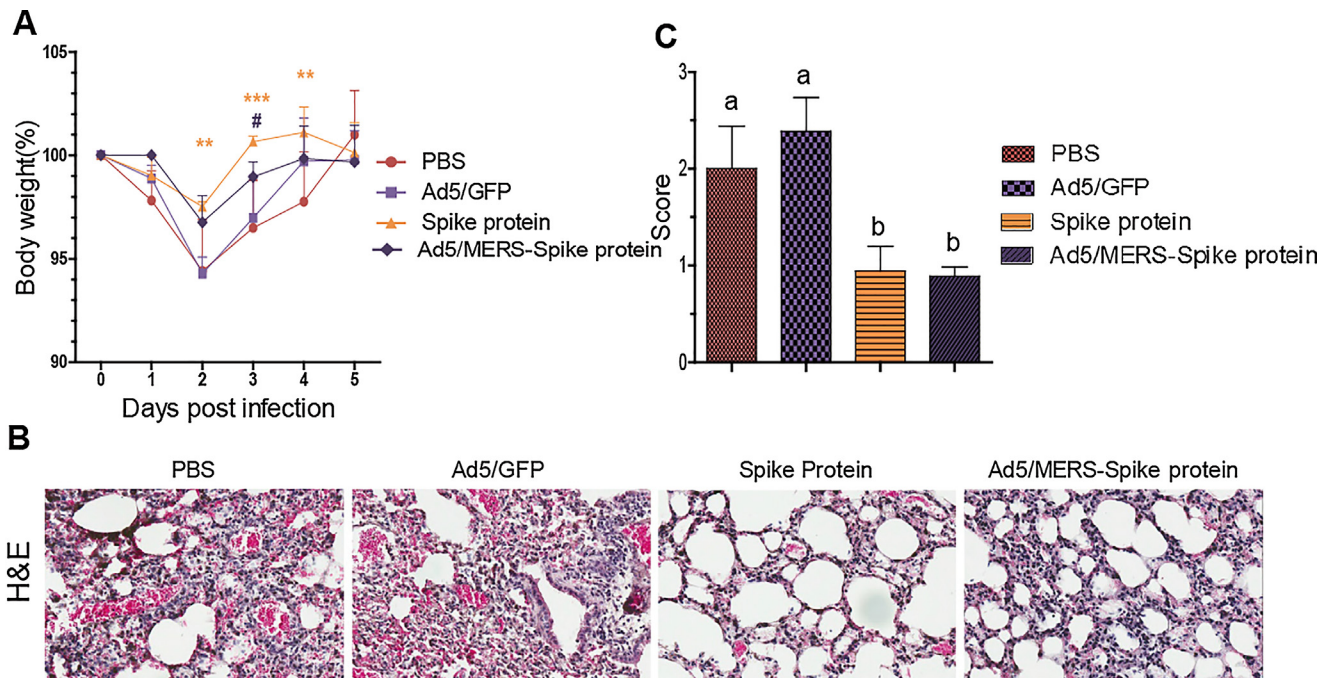 A
105
100
95
90
Body weight(%)
**
***
#
**
0 1 2 3 4 5
Days post infection
PBS
Ad5/GFP
Spike protein
Ad5/MERS-Spike protein
C
3
2
1
0
Score
a
a
b
b
PBS
Ad5/GFP
Spike protein
Ad5/MERS-Spike protein
B
PBS Ad5/GFP Spike Protein Ad5/MERS-Spike protein
H&E